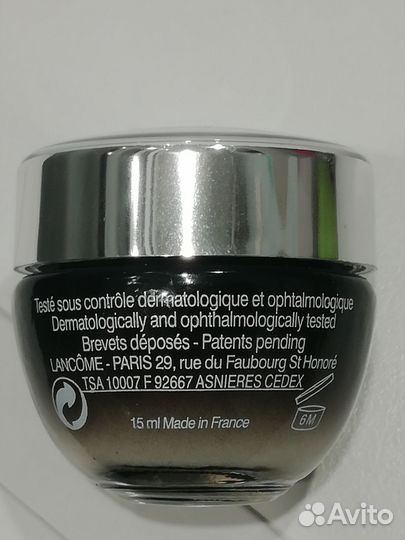 Testé sous contrôle dermatologique et ophtalmologique
Dermatologically and ophthalmologically tested
Brevets déposés - Patents pending
LANCÔME - PARIS 29, rue du Faubourg St Honoré
TSA 10007 F 92667 ASNIERES CEDEX
6M
15 ml Made in France
Avito